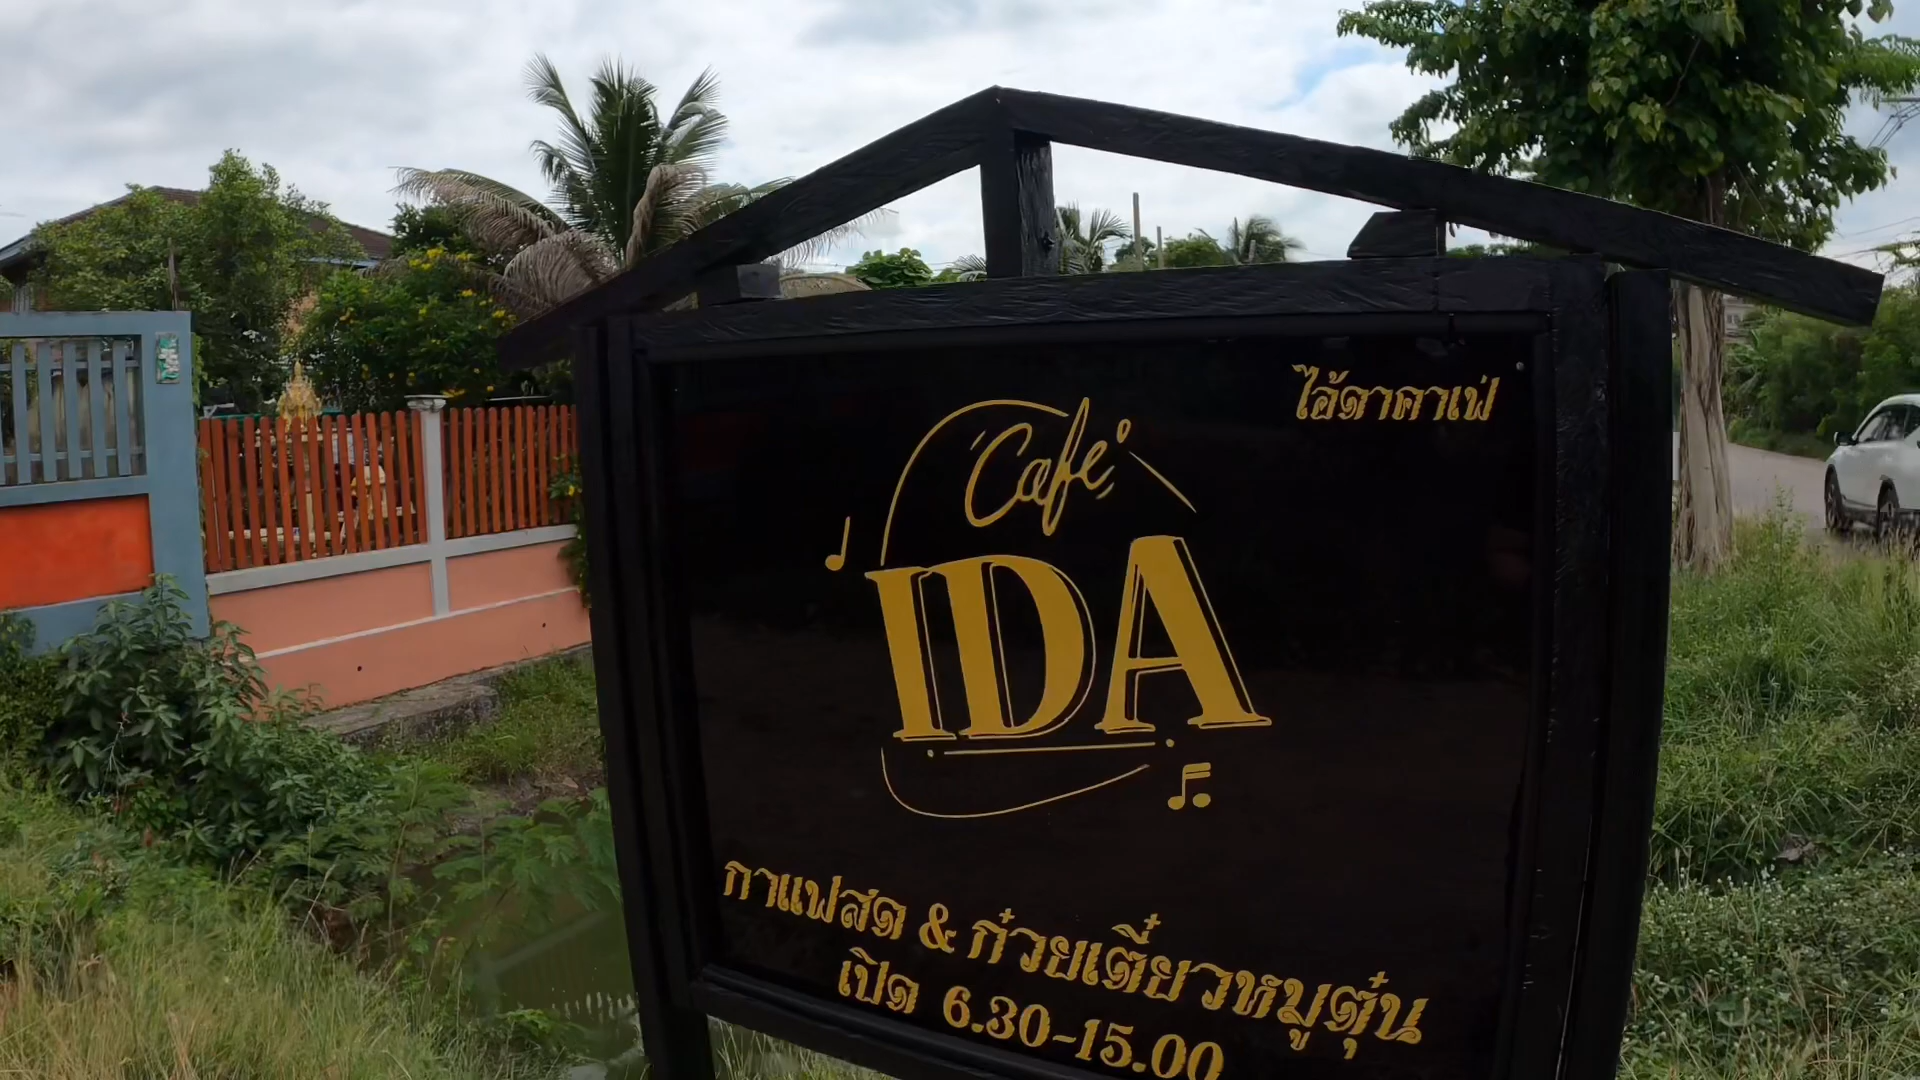 ไอ้ดาคาเฟ่
Café
IDA
กาแฟสด & ก๋วยเตี๋ยวหมูตุ๋น
เปิด 6.30-15.00